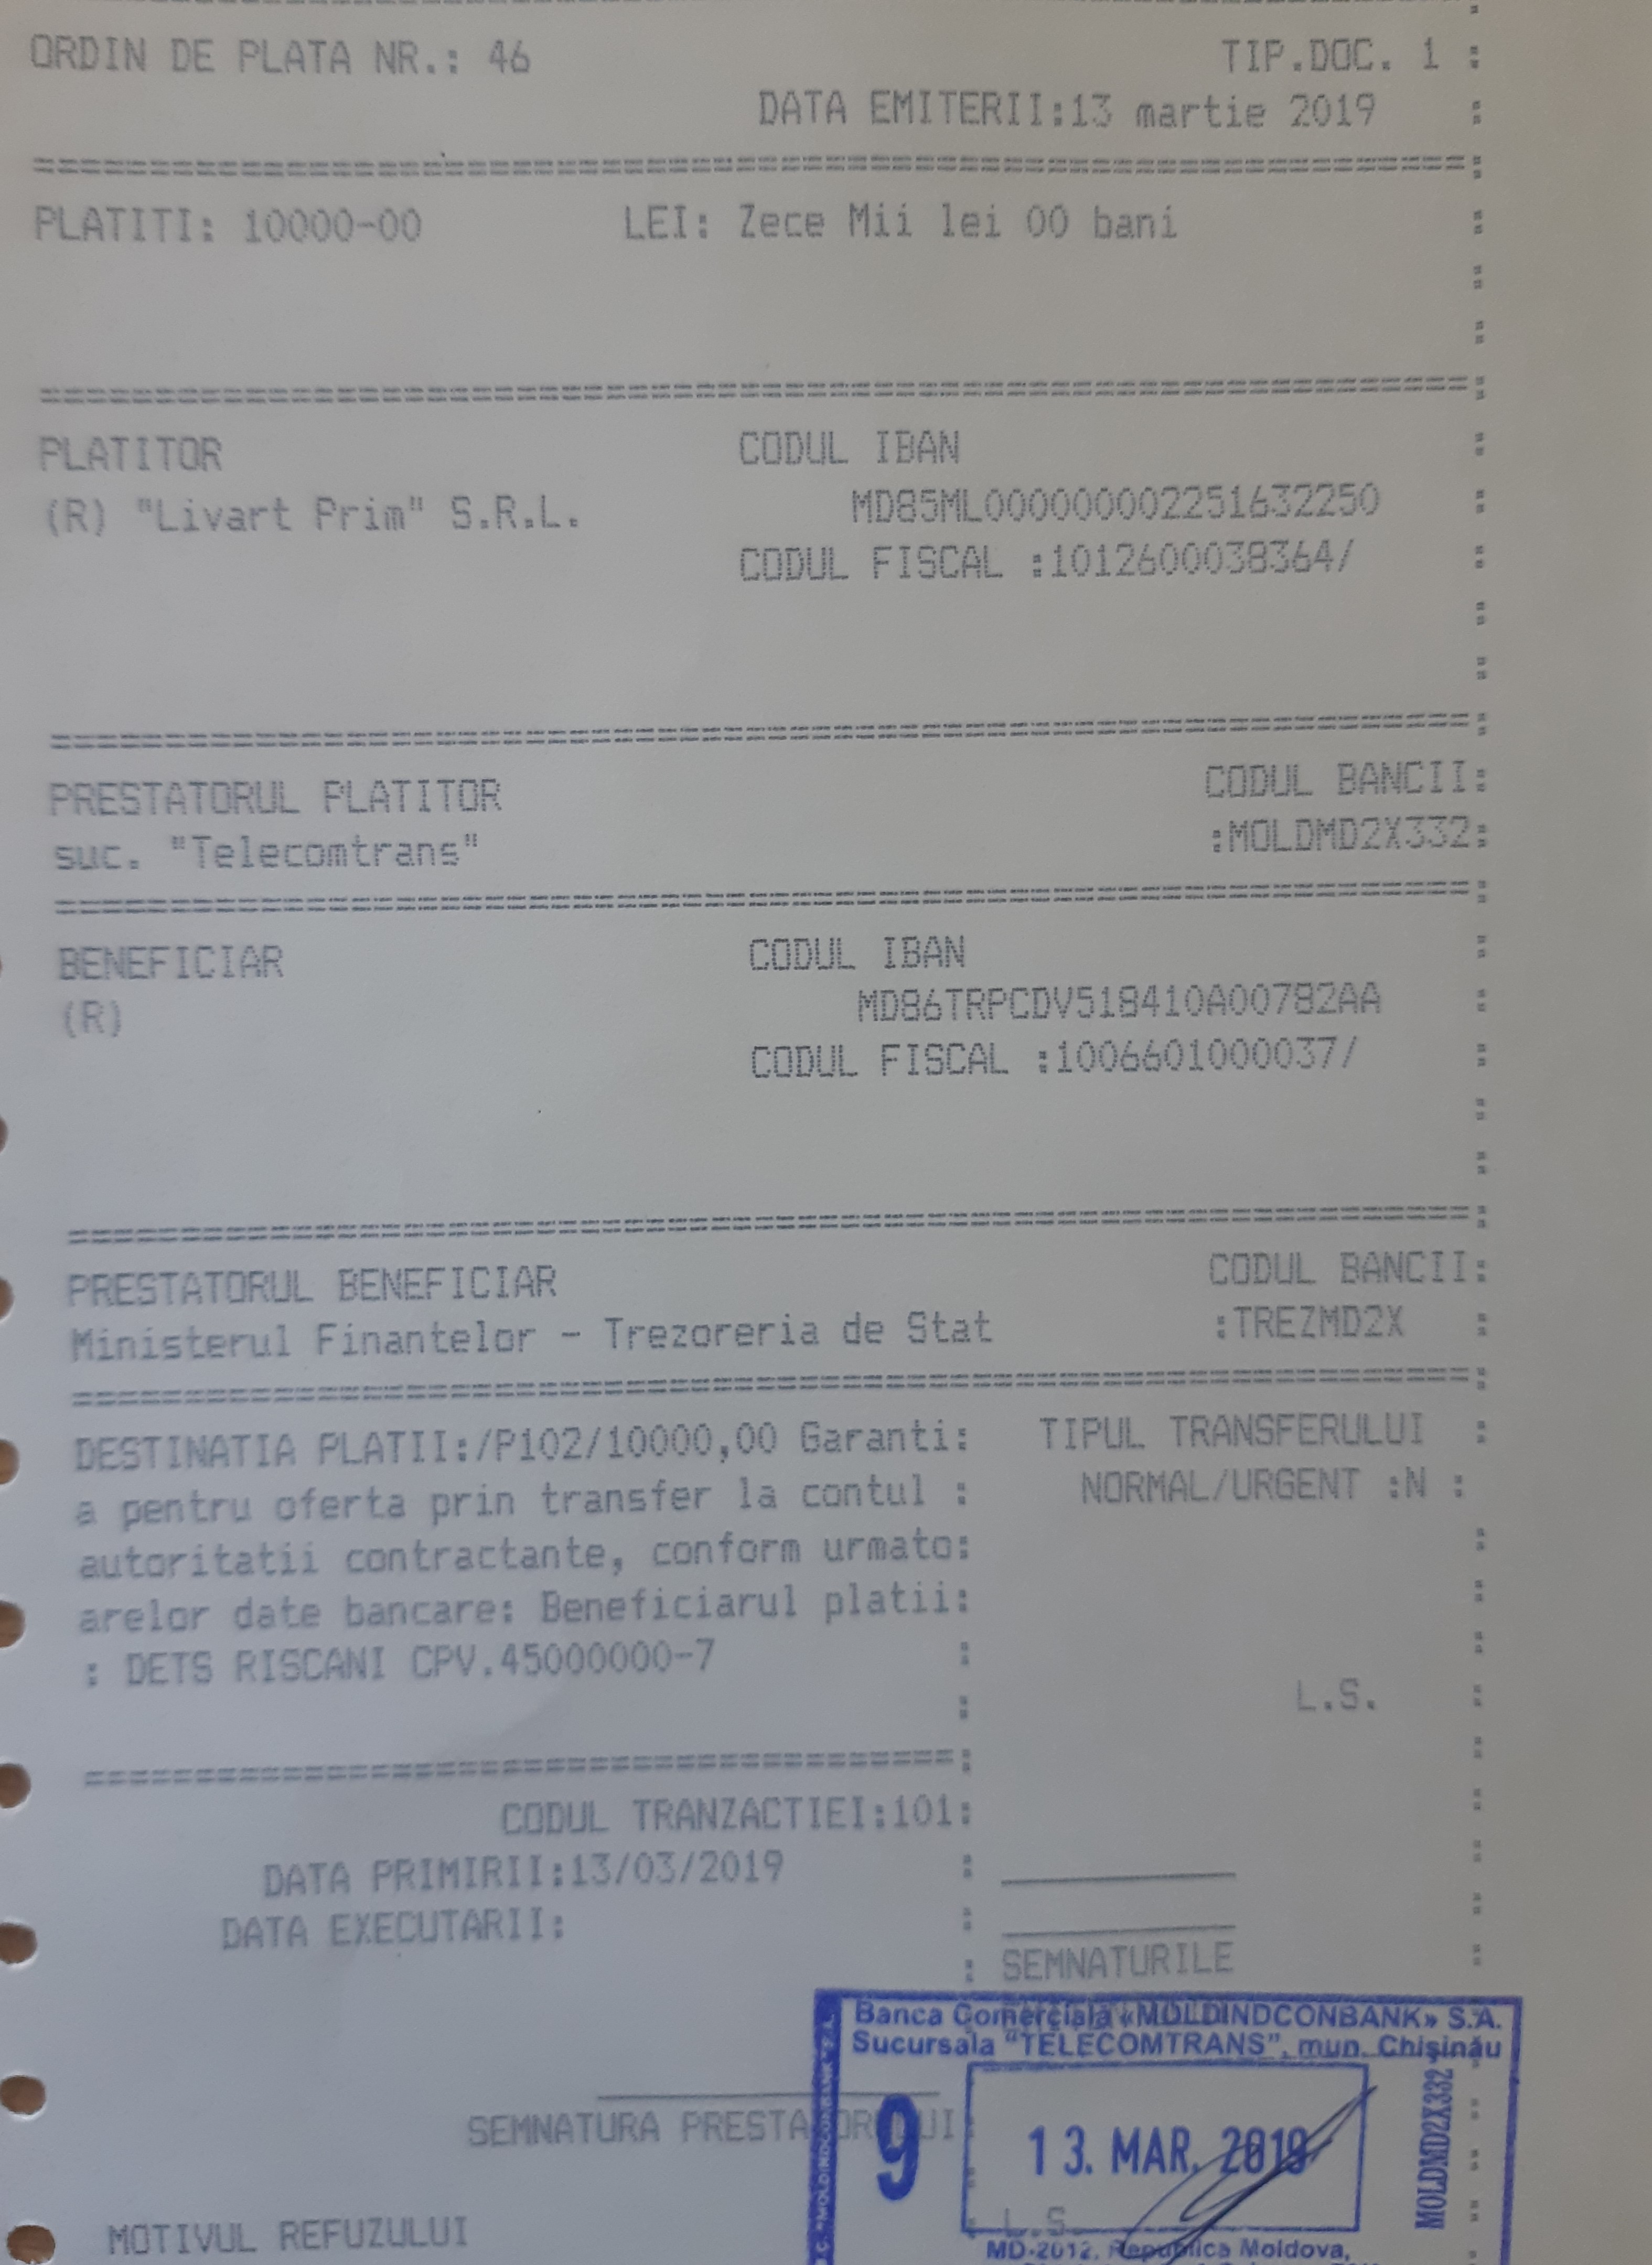 ORDIN DE PLATA NR.: 46 TIP.DOC. 1 :
DATA EMITERII:13 martie 2019 :
PLATITI: 10000-00 LEI: Zece Mii lei 00 bani
PLATITOR CODUL IBAN
(R) "Livart Prim" S.R.L. MD85ML000000002251632250
CODUL FISCAL :1012600038364/
PRESTATORUL PLATITOR CODUL BANCII:
suc. "Telecomtrans" :MOLDMD2X332:
BENEFICIAR CODUL IBAN
(R) MD86TRPCDV518410A00782AA
CODUL FISCAL :1006601000037/
PRESTATORUL BENEFICIAR CODUL BANCII:
Ministerul Finantelor - Trezoreria de Stat :TREZMD2X :
DESTINATIA PLATII:/P102/10000,00 Garanti: TIPUL TRANSFERULUI :
a pentru oferta prin transfer la contul : NORMAL/URGENT :N :
autoritatii contractante, conform urmato:
arelor date bancare: Beneficiarul platii:
: DETS RISCANI CPV.45000000-7 :
L.S.
CODUL TRANZACTIEI:101:
DATA PRIMIRII:13/03/2019 :
DATA EXECUTARII: :
: SEMNATURILE
Banca Comerciala «MOLDINDCONBANK» S.A.
Sucursala "TELECOMTRANS", mun. Chişinău
SEMNATURA PRESTATORULUI
9
13. MAR. 2019
MOLDMD2X332
L.S.
MOTIVUL REFUZULUI
MD-2012, Republica Moldova,